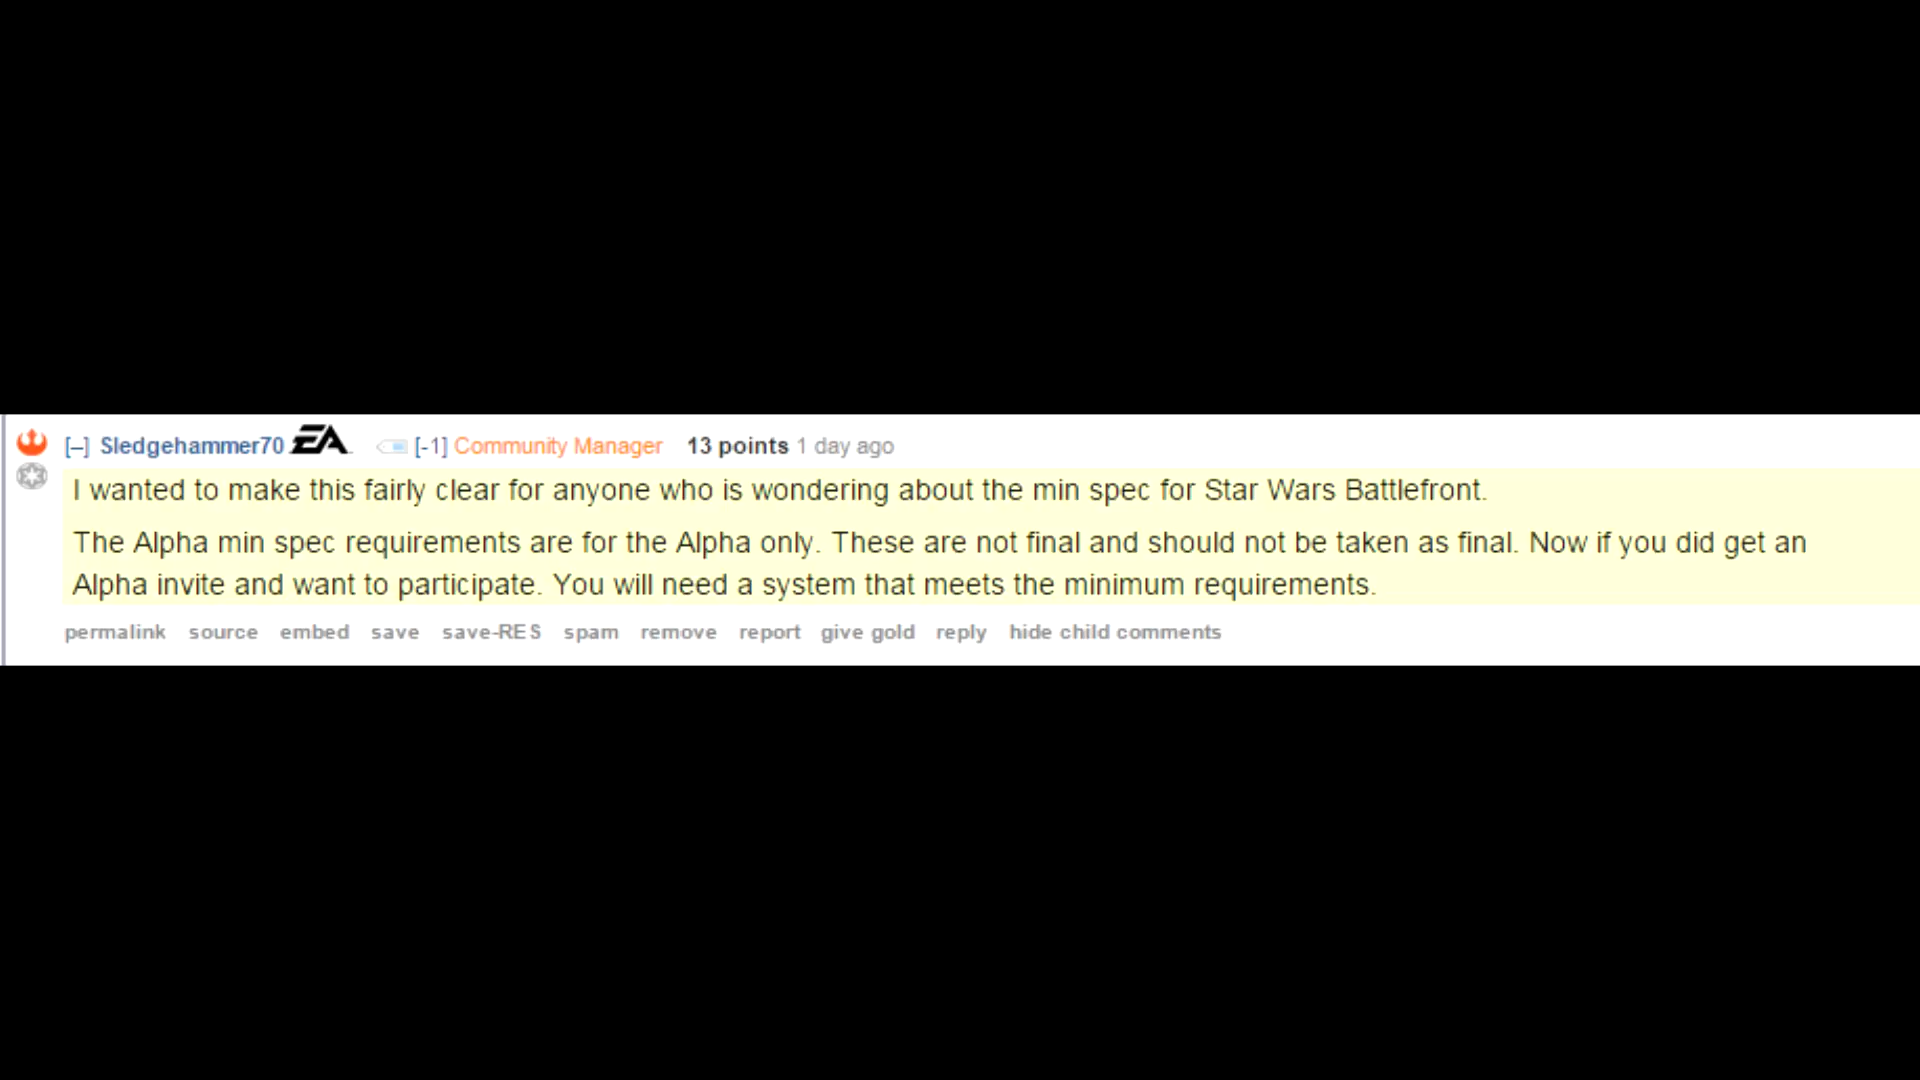 [–] Sledgehammer70 EA [-1] Community Manager 13 points 1 day ago
I wanted to make this fairly clear for anyone who is wondering about the min spec for Star Wars Battlefront.
The Alpha min spec requirements are for the Alpha only. These are not final and should not be taken as final. Now if you did get an
Alpha invite and want to participate. You will need a system that meets the minimum requirements.
permalink source embed save save-RES spam remove report give gold reply hide child comments